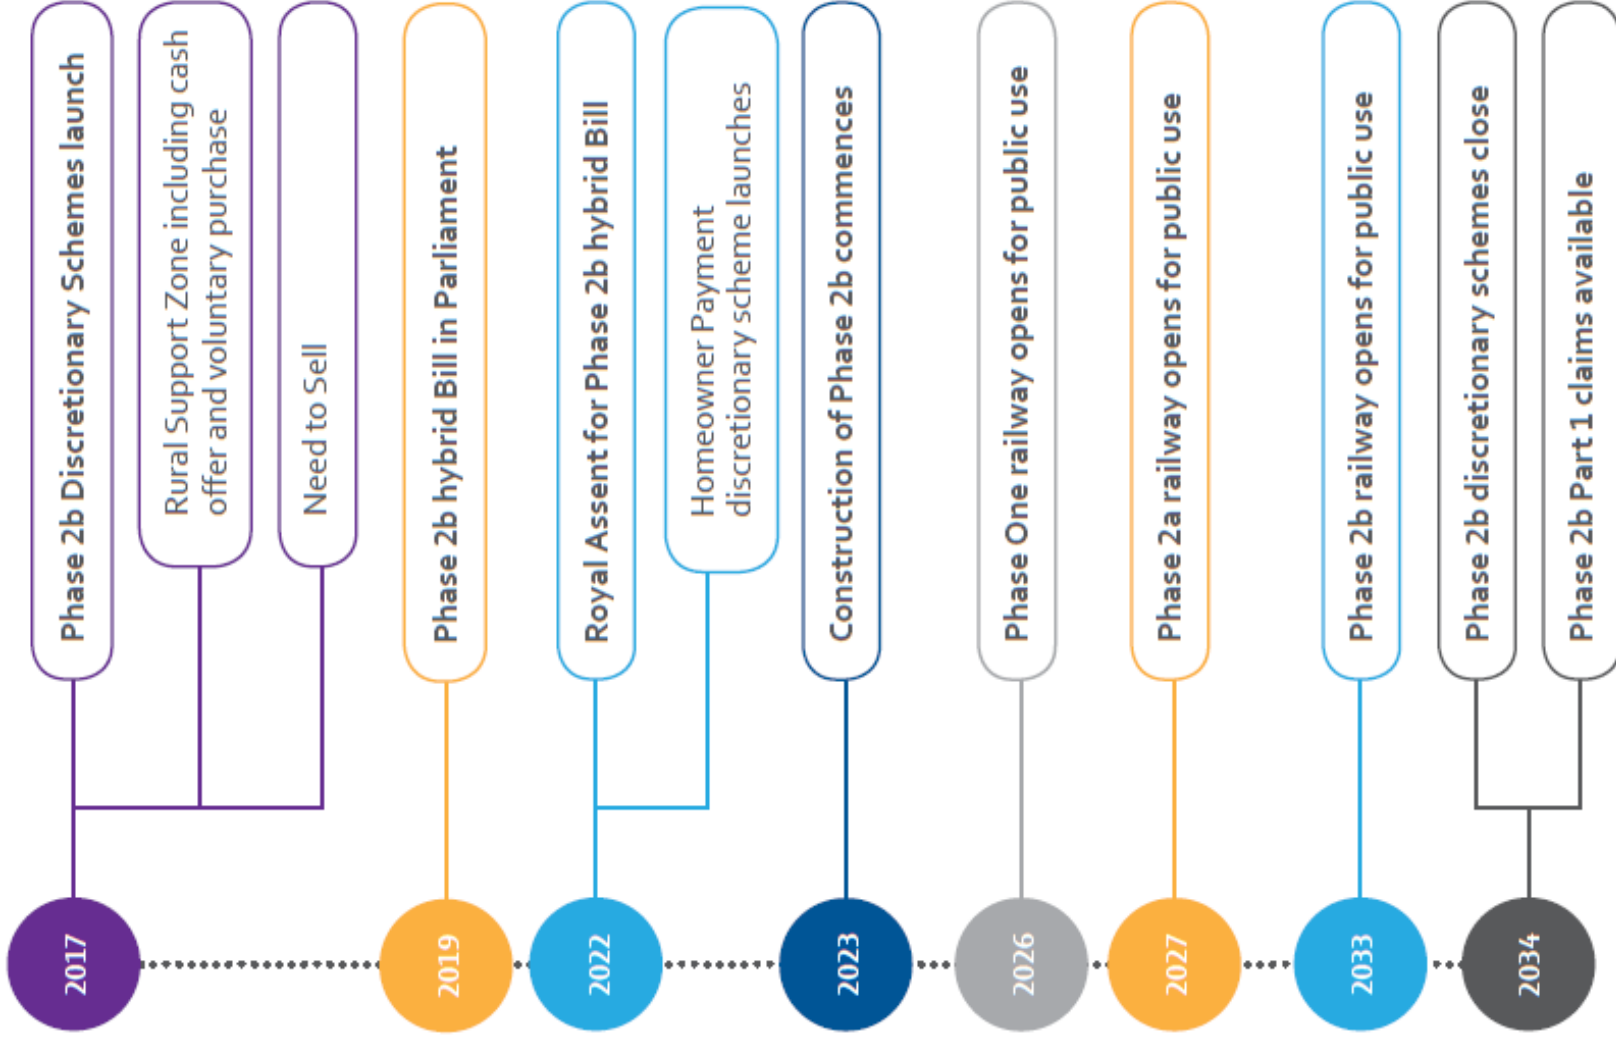 2017
Phase 2b Discretionary Schemes launch
Rural Support Zone including cash
offer and voluntary purchase
Need to Sell
2019
Phase 2b hybrid Bill in Parliament
2022
Royal Assent for Phase 2b hybrid Bill
Homeowner Payment
discretionary scheme launches
2023
Construction of Phase 2b commences
2026
Phase One railway opens for public use
2027
Phase 2a railway opens for public use
2033
Phase 2b railway opens for public use
2034
Phase 2b discretionary schemes close
Phase 2b Part 1 claims available